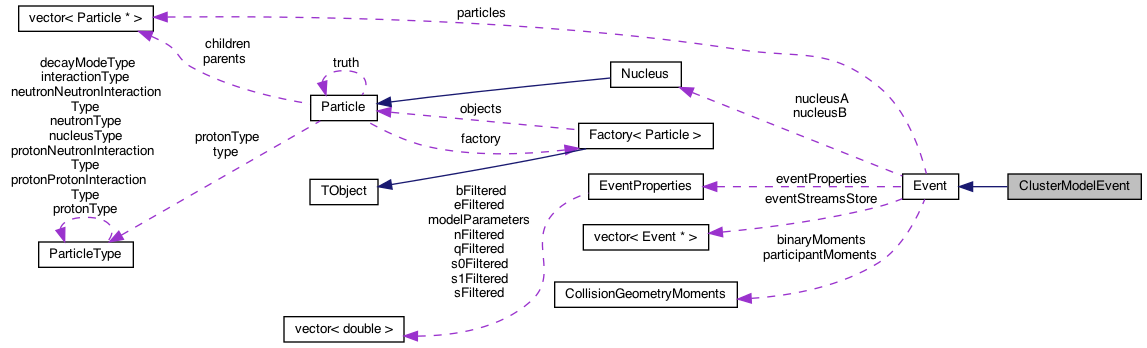 particles
vector< Particle * >
children
parents
decayModeType
interactionType
neutronNeutronInteraction
Type
neutronType
nucleusType
protonNeutronInteraction
Type
protonProtonInteraction
Type
protonType
ParticleType
truth
Particle
protonType
type
Nucleus
objects
factory
Factory< Particle >
TObject
nucleusA
nucleusB
bFiltered
eFiltered
modelParameters
nFiltered
qFiltered
s0Filtered
s1Filtered
sFiltered
EventProperties
eventProperties
eventStreamsStore
Event
ClusterModelEvent
vector< Event * >
binaryMoments
participantMoments
CollisionGeometryMoments
vector< double >